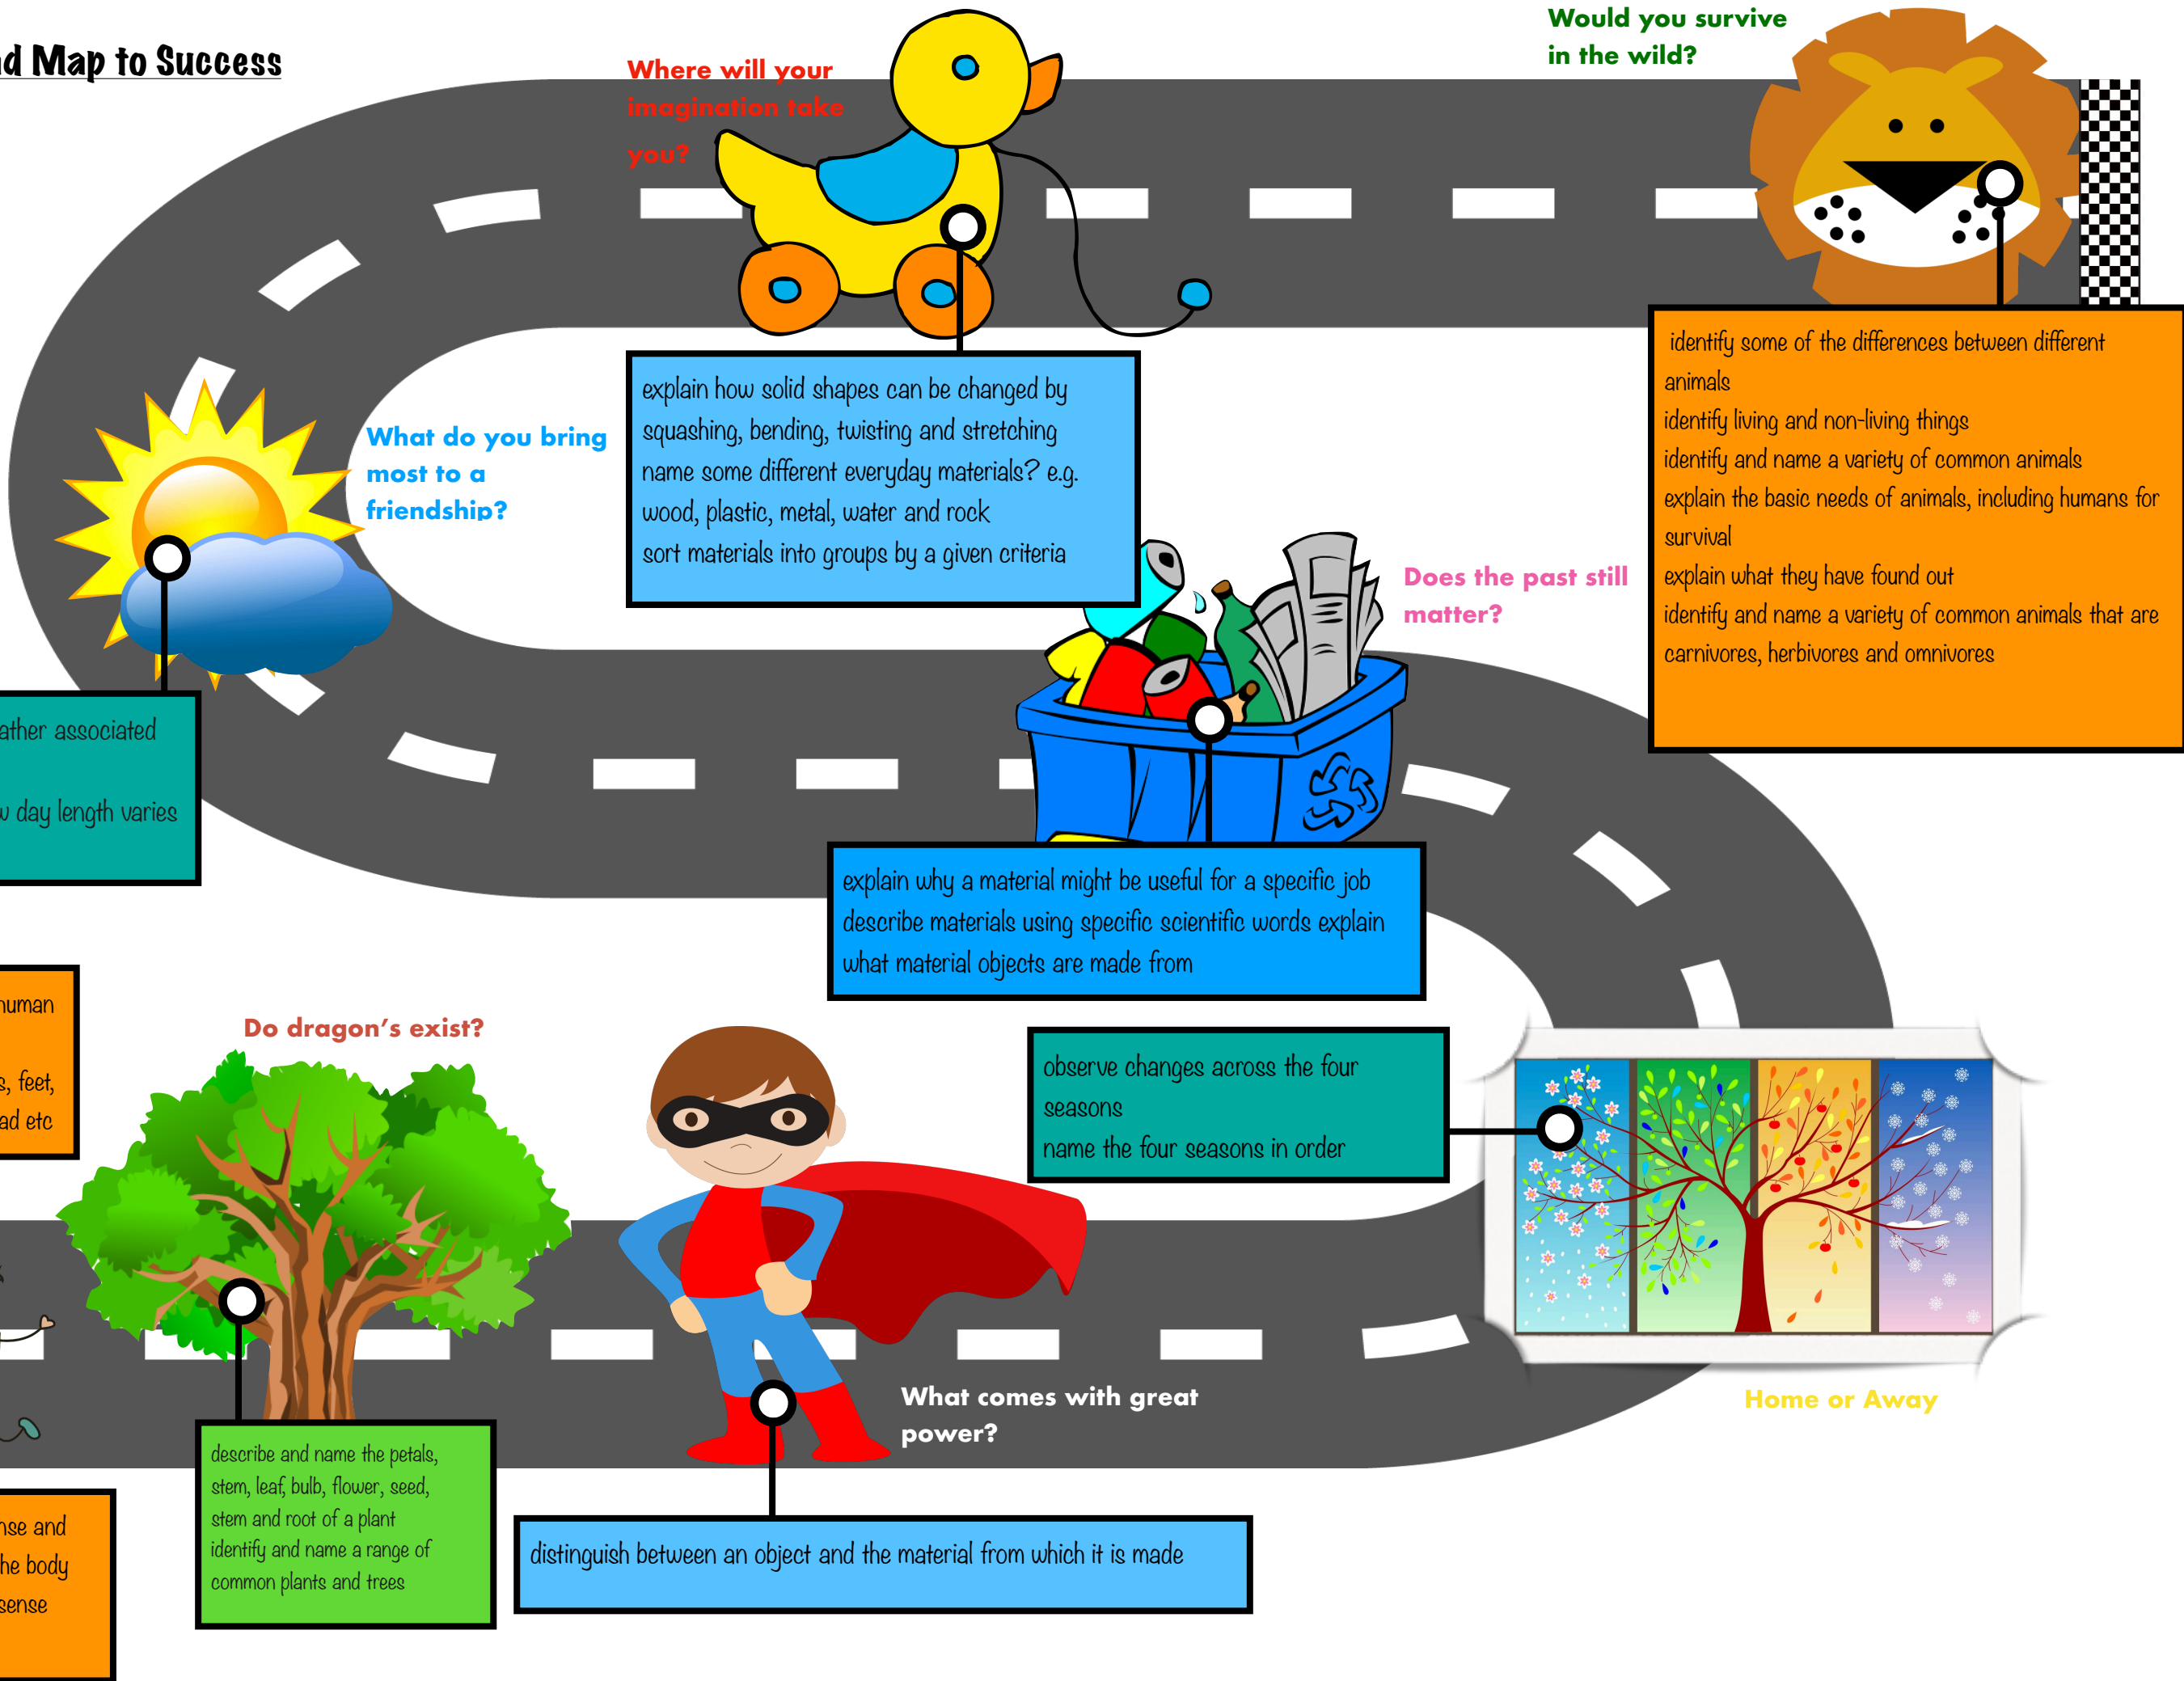 Map to Success
Where will your
imagination take
you?
Would you survive
in the wild?
identify some of the differences between different
animals
identify living and non-living things
identify and name a variety of common animals
explain the basic needs of animals, including humans for
survival
explain what they have found out
identify and name a variety of common animals that are
carnivores, herbivores and omnivores
explain how solid shapes can be changed by
squashing, bending, twisting and stretching
name some different everyday materials? e.g.
wood, plastic, metal, water and rock
sort materials into groups by a given criteria
What do you bring
most to a
friendship?
Does the past still
matter?
associated
day length varies
explain why a material might be useful for a specific job
describe materials using specific scientific words explain
what material objects are made from
human
feet,
etc
Do dragon's exist?
observe changes across the four
seasons
name the four seasons in order
What comes with great
power?
Home or Away
describe and name the petals,
stem, leaf, bulb, flower, seed,
stem and root of a plant
identify and name a range of
common plants and trees
distinguish between an object and the material from which it is made
and
the body
sense